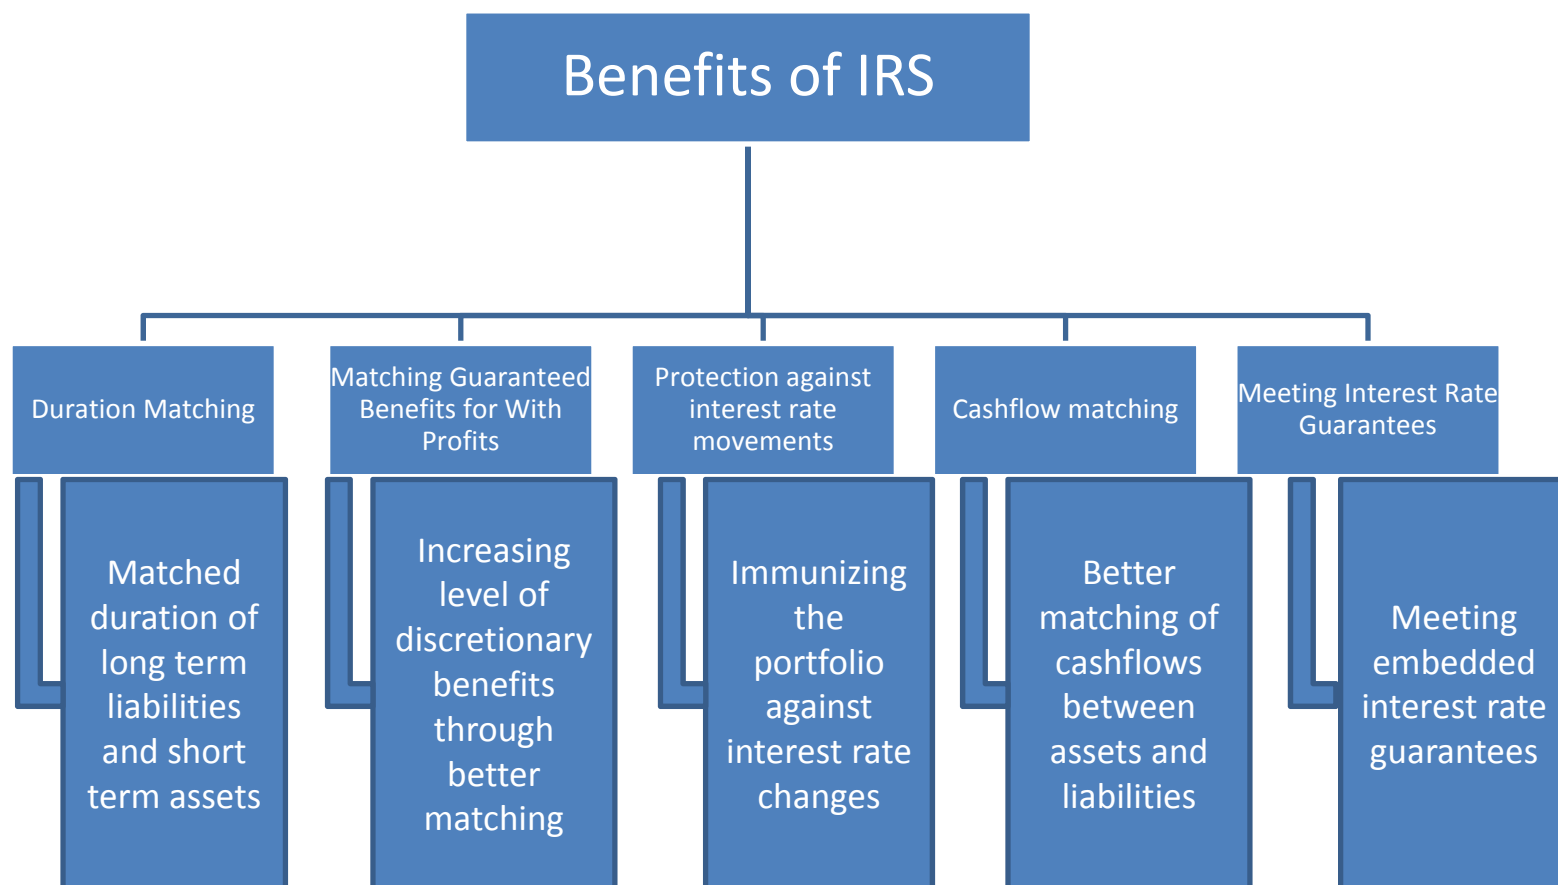 Benefits of IRS
Duration Matching
Matching Guaranteed
Benefits for With
Profits
Protection against
interest rate
movements
Cashflow matching
Meeting Interest Rate
Guarantees
Matched
duration of
long term
liabilities
and short
term assets
Increasing
level of
discretionary
benefits
through
better
matching
Immunizing
the
portfolio
against
interest rate
changes
Better
matching of
cashflows
between
assets and
liabilities
Meeting
embedded
interest rate
guarantees